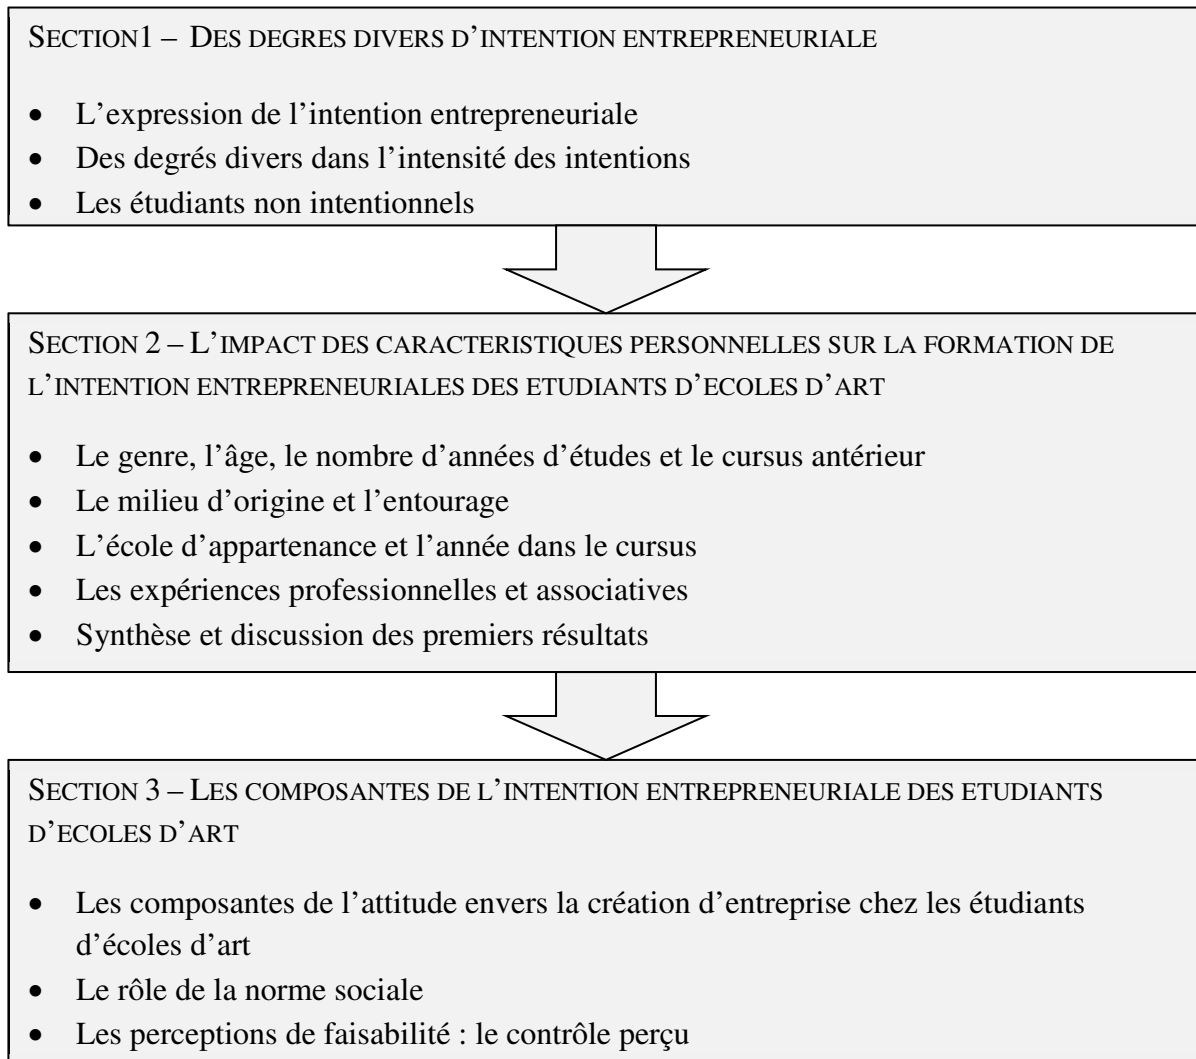 SECTION1 – DES DEGRES DIVERS D’INTENTION ENTREPRENEURIALE
• L’expression de l’intention entrepreneuriale
• Des degrés divers dans l’intensité des intentions
• Les étudiants non intentionnels
SECTION 2 – L’IMPACT DES CARACTERISTIQUES PERSONNELLES SUR LA FORMATION DE
L’INTENTION ENTREPRENEURIALES DES ETUDIANTS D’ECOLES D’ART
• Le genre, l’âge, le nombre d’années d’études et le cursus antérieur
• Le milieu d’origine et l’entourage
• L’école d’appartenance et l’année dans le cursus
• Les expériences professionnelles et associatives
• Synthèse et discussion des premiers résultats
SECTION 3 – LES COMPOSANTES DE L’INTENTION ENTREPRENEURIALE DES ETUDIANTS
D’ECOLES D’ART
• Les composantes de l’attitude envers la création d’entreprise chez les étudiants
d’écoles d’art
• Le rôle de la norme sociale
• Les perceptions de faisabilité : le contrôle perçu